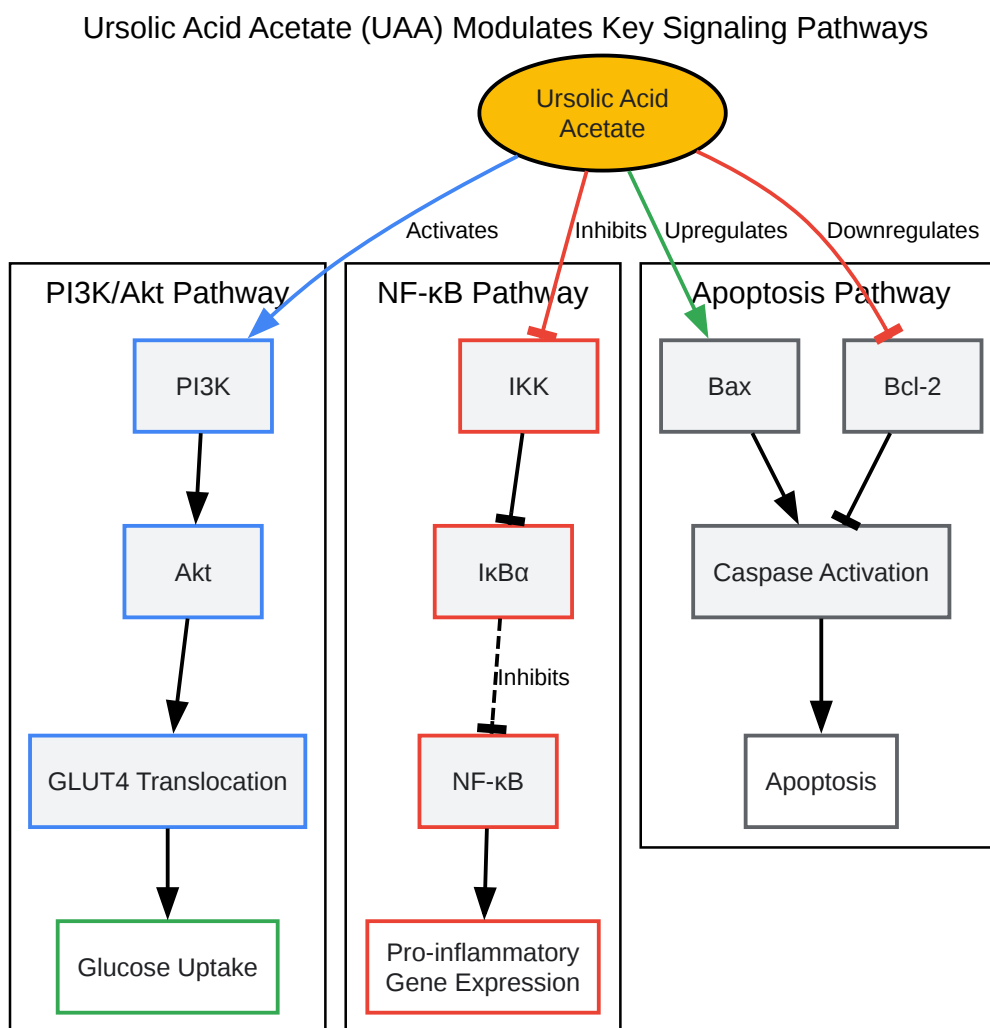 Ursolic Acid Acetate (UAA) Modulates Key Signaling Pathways
Ursolic Acid
Acetate
Activates
Inhibits
Upregulates
Downregulates
PI3K/Akt Pathway
NF-κB Pathway
Apoptosis Pathway
PI3K
IKK
Bax
Bcl-2
Akt
IκBα
Caspase Activation
Inhibits
GLUT4 Translocation
NF-κB
Apoptosis
Glucose Uptake
Pro-inflammatory
Gene Expression